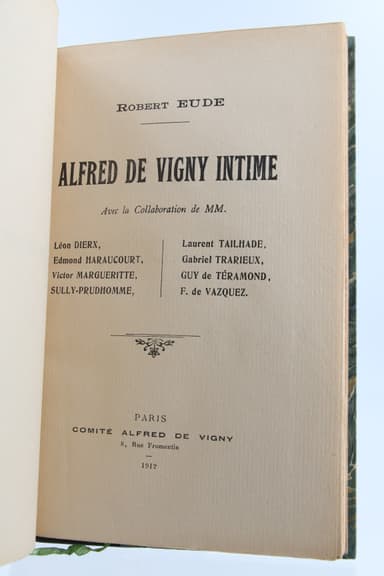 ROBERT EUDE
ALFRED DE VIGNY INTIME
Avec la Collaboration de MM.
Léon DIERX,
Edmond HARAUCOURT,
Victor MARGUERITTE,
SULLY-PRUDHOMME,
Laurent TAILHADE,
Gabriel TRARIEUX,
GUY de TÉRAMOND,
F. de VAZQUEZ.
PARIS
COMITÉ ALFRED DE VIGNY
8, Rue Fromentin
1912